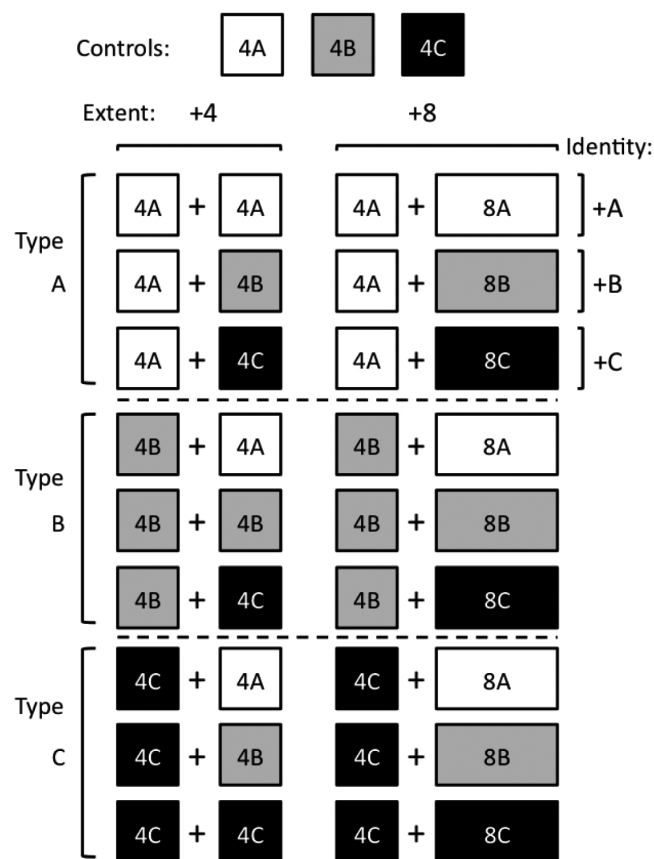 Controls: 4A 4B 4C
Extent: +4 +8
Identity:
4A + 4A 4A + 8A +A
Type
A
4A + 4B 4A + 8B +B
4A + 4C 4A + 8C +C
4B + 4A 4B + 8A
Type
B
4B + 4B 4B + 8B
4B + 4C 4B + 8C
4C + 4A 4C + 8A
Type
C
4C + 4B 4C + 8B
4C + 4C 4C + 8C